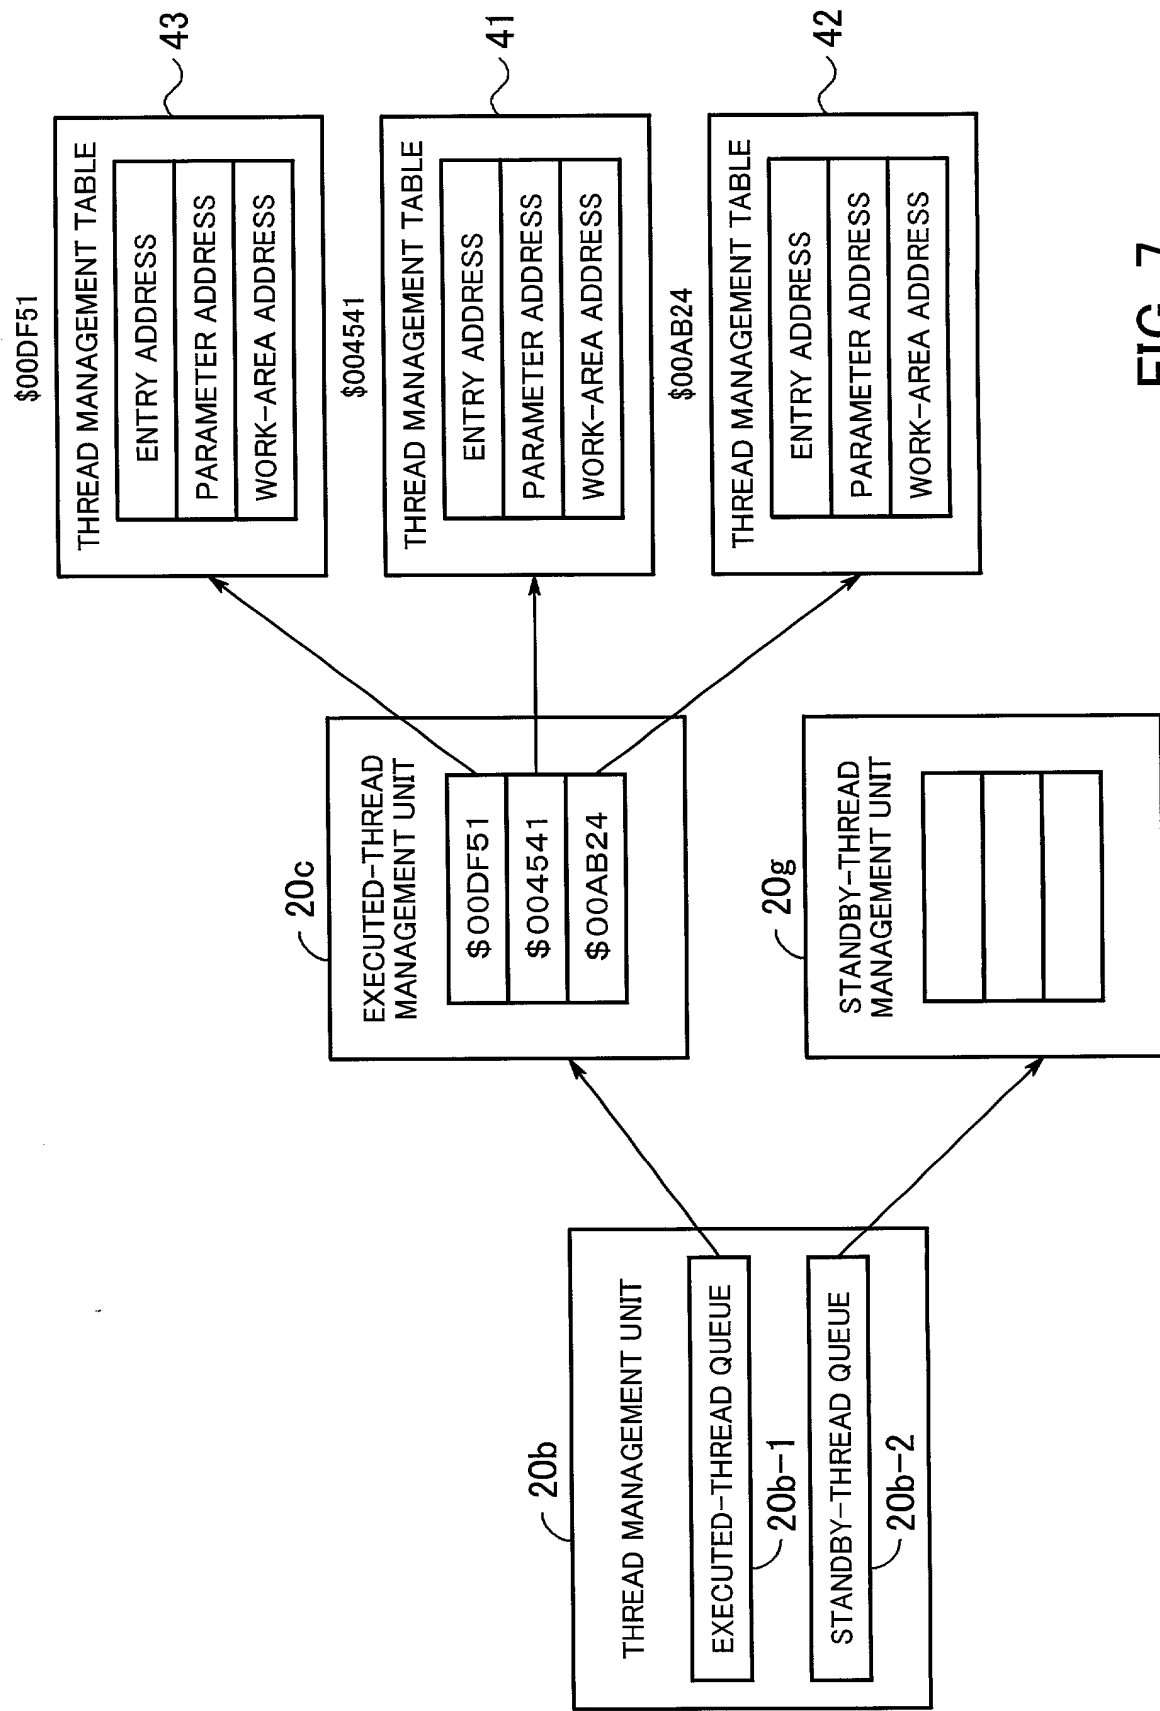 20b
THREAD MANAGEMENT UNIT
EXECUTED-THREAD QUEUE
20b-1
STANDBY-THREAD QUEUE
20b-2
20c
EXECUTED-THREAD
MANAGEMENT UNIT
$00DF51
$004541
$00AB24
20g
STANDBY-THREAD
MANAGEMENT UNIT
$00DF51
THREAD MANAGEMENT TABLE
43
ENTRY ADDRESS
PARAMETER ADDRESS
WORK-AREA ADDRESS
$004541
THREAD MANAGEMENT TABLE
41
ENTRY ADDRESS
PARAMETER ADDRESS
WORK-AREA ADDRESS
$00AB24
THREAD MANAGEMENT TABLE
42
ENTRY ADDRESS
PARAMETER ADDRESS
WORK-AREA ADDRESS
FIG. 7